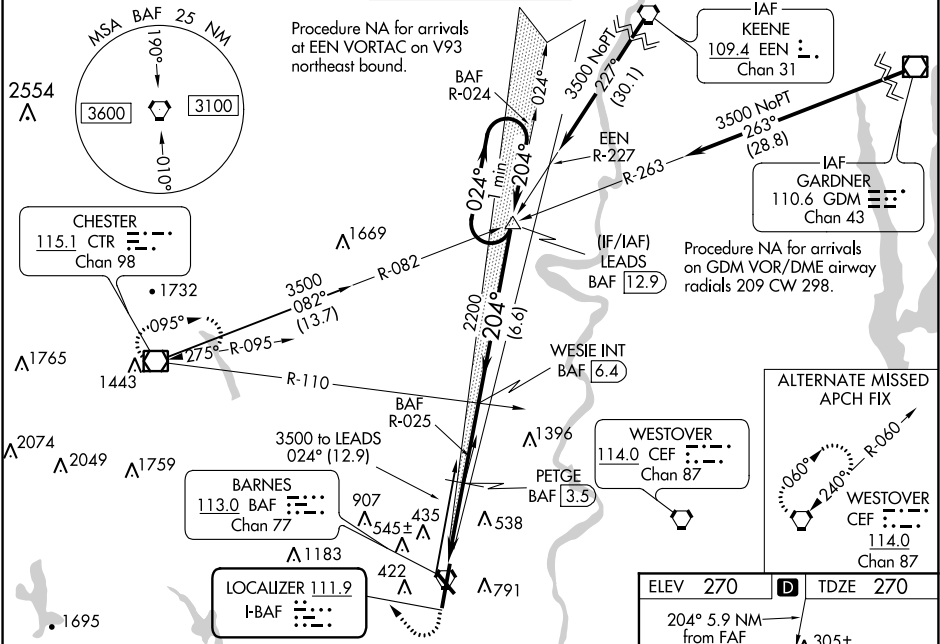 MSA BAF 25 NM
190°
3600
3100
010°
2554
Procedure NA for arrivals
at EEN VORTAC on V93
northeast bound.
BAF
R-024
024°
3500 NoPT
227°
(30.1)
IAF
KEENE
109.4 EEN
Chan 31
3500 NoPT
263°
(28.8)
EEN
R-227
R-263
IAF
GARDNER
110.6 GDM
Chan 43
024°
1 min
204°
(IF/IAF)
LEADS
BAF 12.9
Procedure NA for arrivals
on GDM VOR/DME airway
radials 209 CW 298.
CHESTER
115.1 CTR
Chan 98
1669
R-082
3500
082°
(13.7)
1732
095°
275°
R-095
1765
1443
R-110
2200
204°
(6.6)
WESIE INT
BAF 6.4
BAF
R-025
2074
2049
1759
3500 to LEADS
024° (12.9)
1396
WESTOVER
114.0 CEF
Chan 87
ALTERNATE MISSED
APCH FIX
R-060
060°
240°
WESTOVER
CEF
114.0
Chan 87
BARNES
113.0 BAF
Chan 77
907
545±
435
PETGE
BAF 3.5
538
1183
422
791
LOCALIZER 111.9
I-BAF
1695
ELEV 270 D TDZE 270
204° 5.9 NM
from FAF
305±